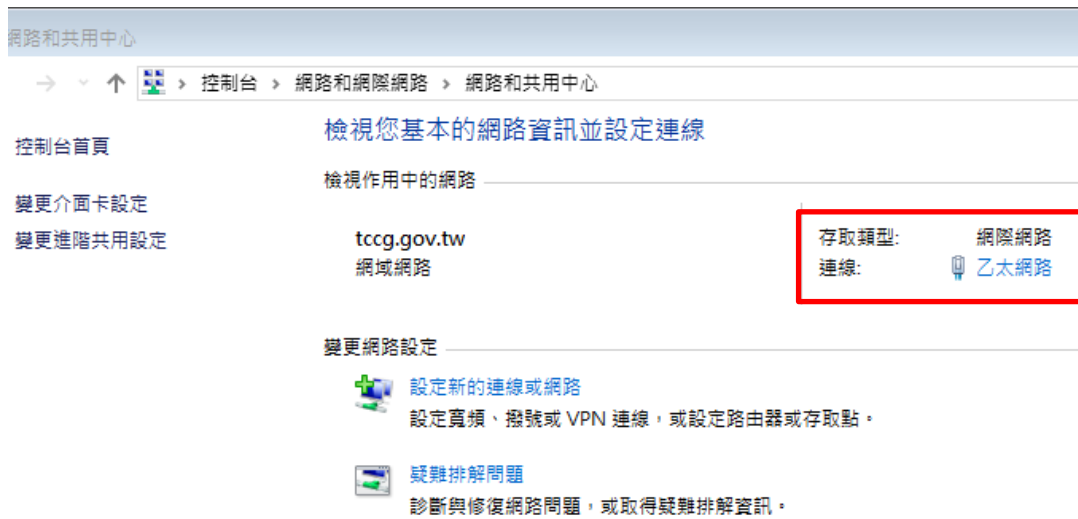 網路和共用中心
控制台 > 網路和網際網路 > 網路和共用中心
控制台首頁
變更介面卡設定
變更進階共用設定
檢視您基本的網路資訊並設定連線
檢視作用中的網路
tccg.gov.tw
網域網路
存取類型: 網際網路
連線: 乙太網路
變更網路設定
設定新的連線或網路
設定寬頻、撥號或 VPN 連線，或設定路由器或存取點。
疑難排解問題
診斷與修復網路問題，或取得疑難排解資訊。